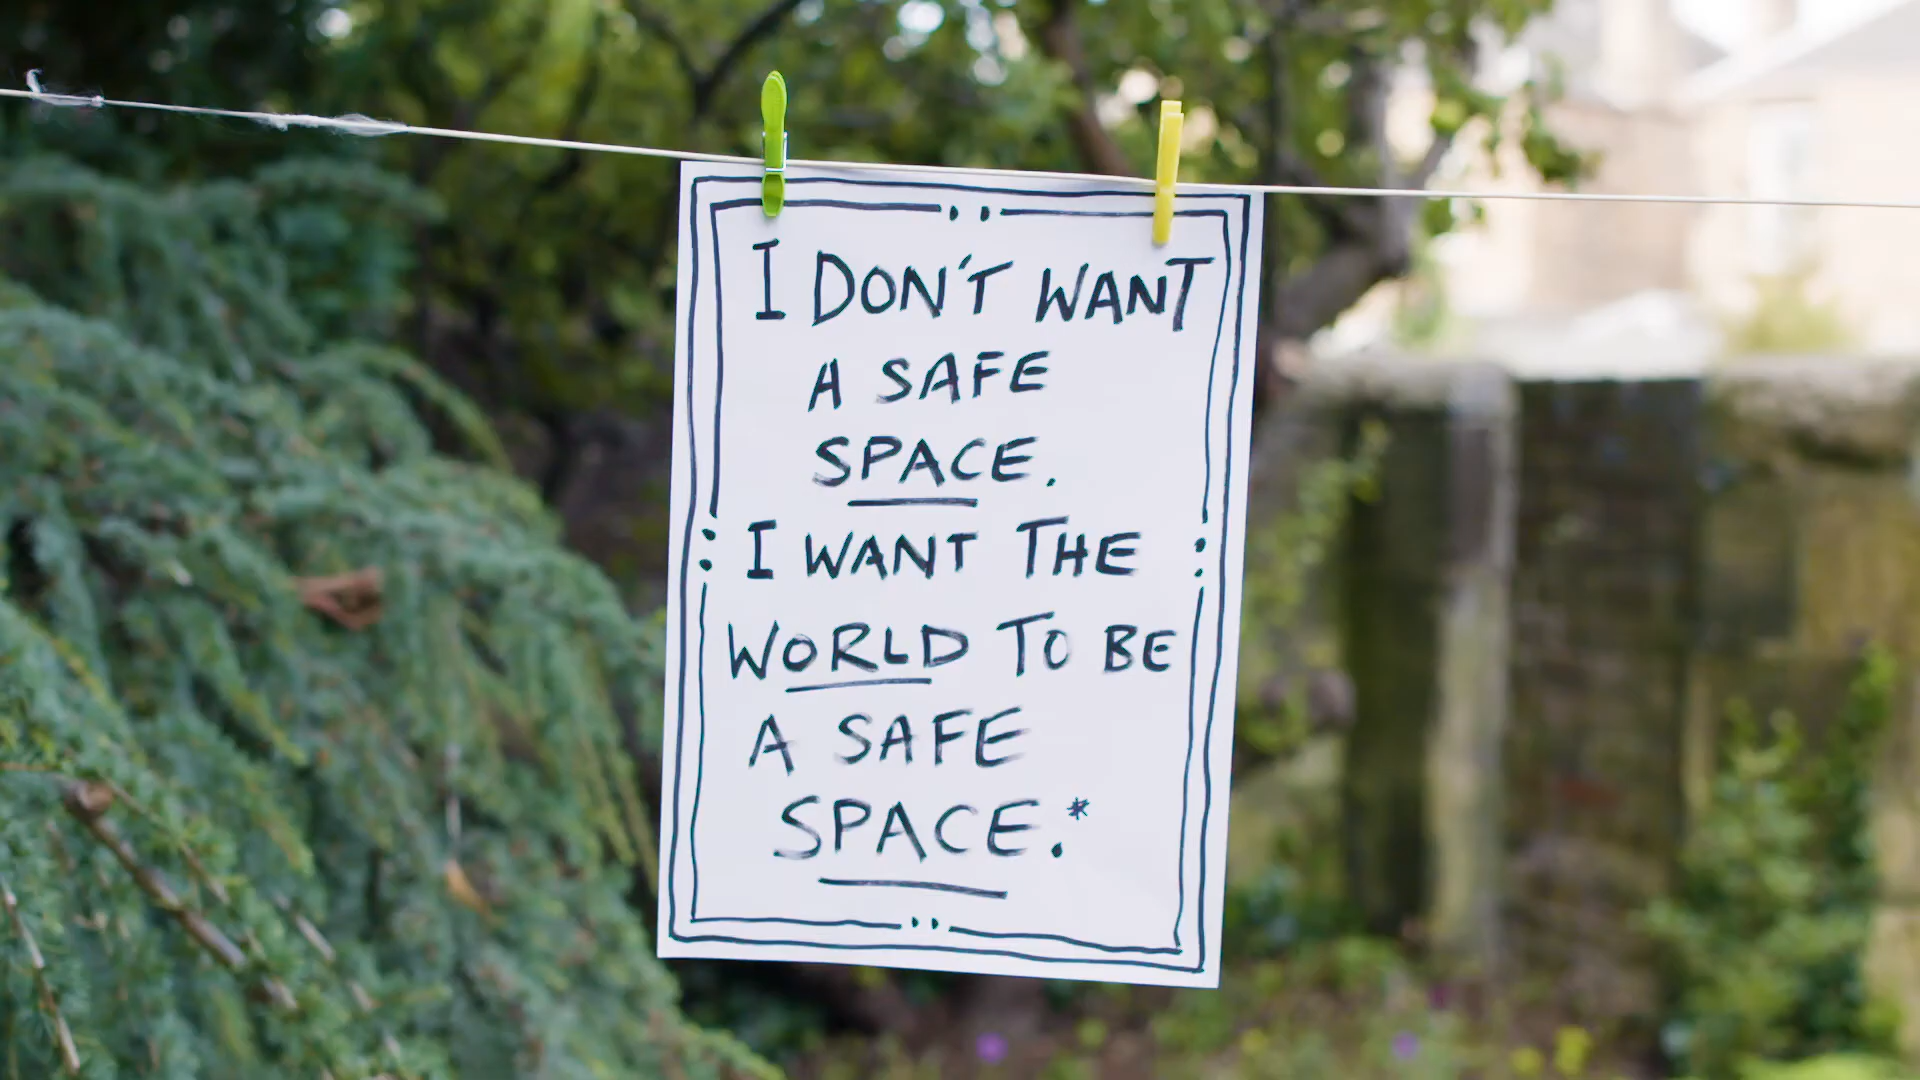 I DON'T WANT
A SAFE
SPACE.
I WANT THE
WORLD TO BE
A SAFE
SPACE.*